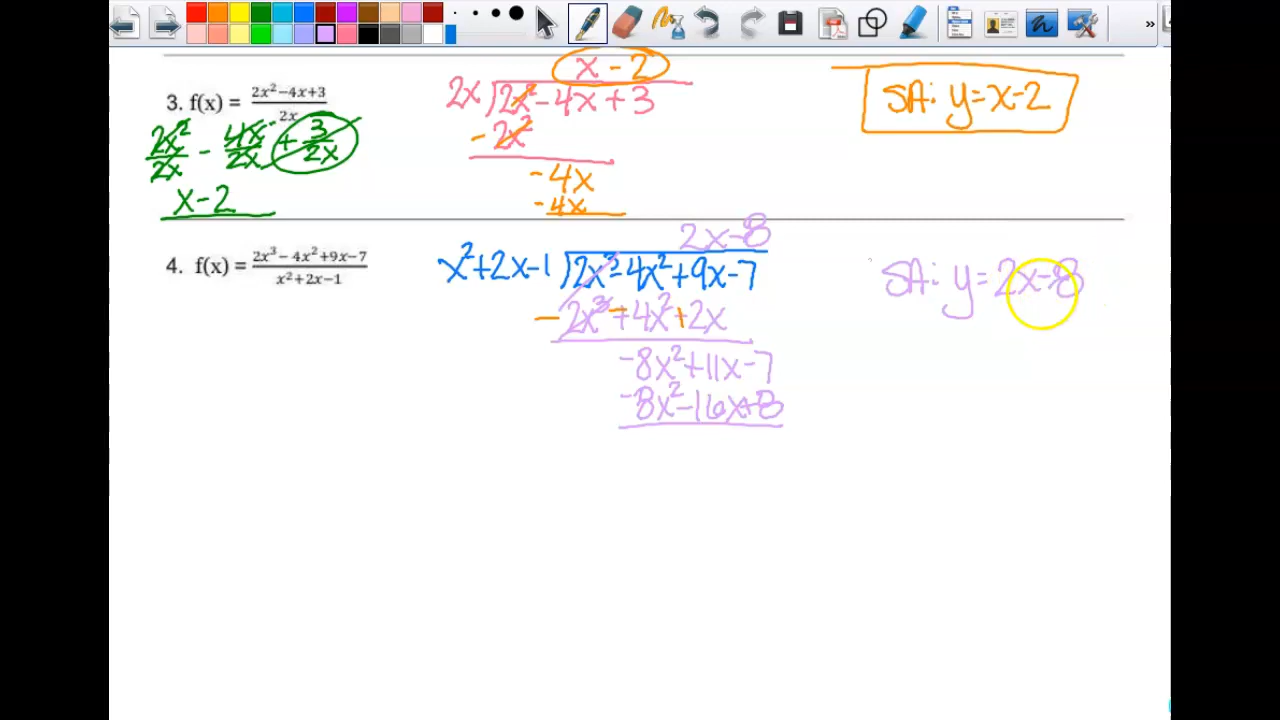 3. f(x) = (2x²−4x+3)/(2x)
2x²/2x − 4x/2x + 3/2x
x−2
x − 2
2x ) 2x² − 4x + 3
− 2x²
−4x
−4x
SA: y = x−2
4. f(x) = (2x³−4x²+9x−7)/(x²+2x−1)
2x−8
x²+2x−1 ) 2x³−4x²+9x−7
− 2x³+4x²+2x
−8x²+11x−7
−8x²−16x+8
SA: y = 2x−8